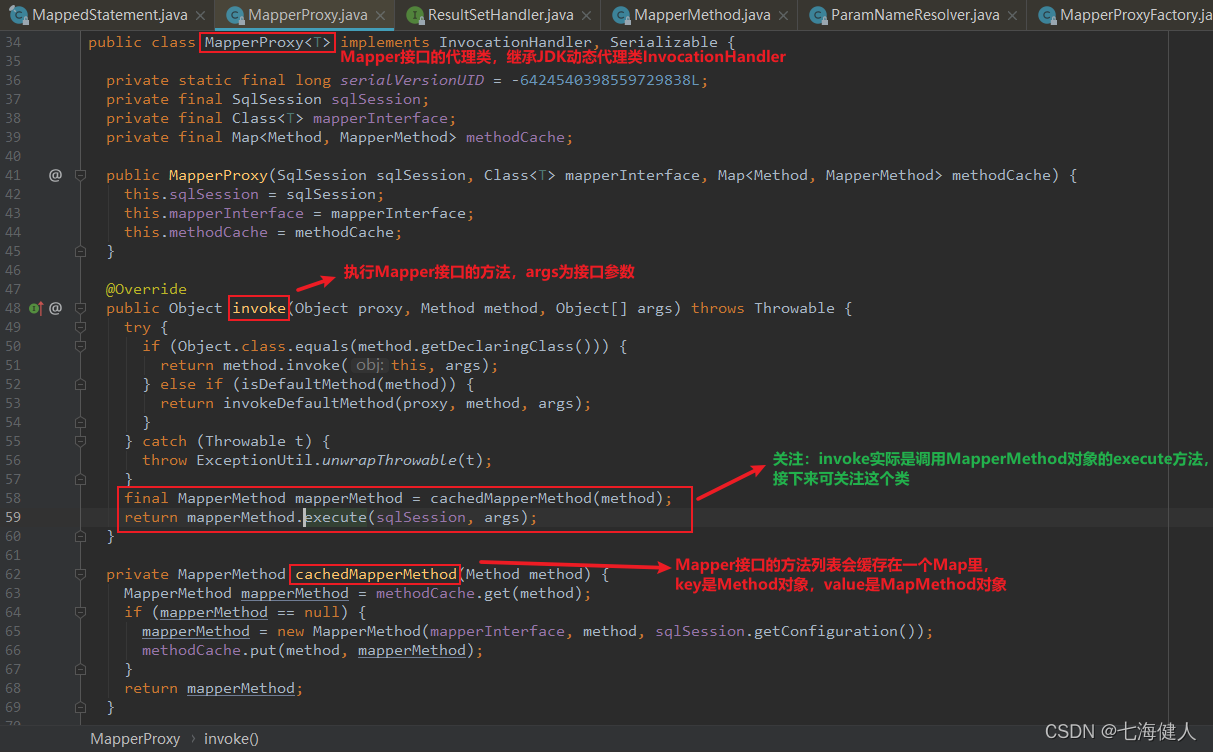 MappedStatement.java × MapperProxy.java × ResultSetHandler.java × MapperMethod.java × ParamNameResolver.java × MapperProxyFactory.ja
34 public class MapperProxy<T> implements InvocationHandler, Serializable {
Mapper接口的代理类，继承JDK动态代理类InvocationHandler
35
36 private static final long serialVersionUID = -6424540398559729838L;
37 private final SqlSession sqlSession;
38 private final Class<T> mapperInterface;
39 private final Map<Method, MapperMethod> methodCache;
40
41 @ public MapperProxy(SqlSession sqlSession, Class<T> mapperInterface, Map<Method, MapperMethod> methodCache) {
42 this.sqlSession = sqlSession;
43 this.mapperInterface = mapperInterface;
44 this.methodCache = methodCache;
45 }
46
执行Mapper接口的方法，args为接口参数
47 @Override
48 @ public Object invoke(Object proxy, Method method, Object[] args) throws Throwable {
49 try {
50 if (Object.class.equals(method.getDeclaringClass())) {
51 return method.invoke( obj: this, args);
52 } else if (isDefaultMethod(method)) {
53 return invokeDefaultMethod(proxy, method, args);
54 }
55 } catch (Throwable t) {
56 throw ExceptionUtil.unwrapThrowable(t);
关注：invoke实际是调用MapperMethod对象的execute方法，
接下来可关注这个类
57 }
58 final MapperMethod mapperMethod = cachedMapperMethod(method);
59 return mapperMethod.execute(sqlSession, args);
60 }
61
Mapper接口的方法列表会缓存在一个Map里，
key是Method对象，value是MapMethod对象
62 private MapperMethod cachedMapperMethod(Method method) {
63 MapperMethod mapperMethod = methodCache.get(method);
64 if (mapperMethod == null) {
65 mapperMethod = new MapperMethod(mapperInterface, method, sqlSession.getConfiguration());
66 methodCache.put(method, mapperMethod);
67 }
68 return mapperMethod;
69 }
70
MapperProxy › invoke()
CSDN @七海健人